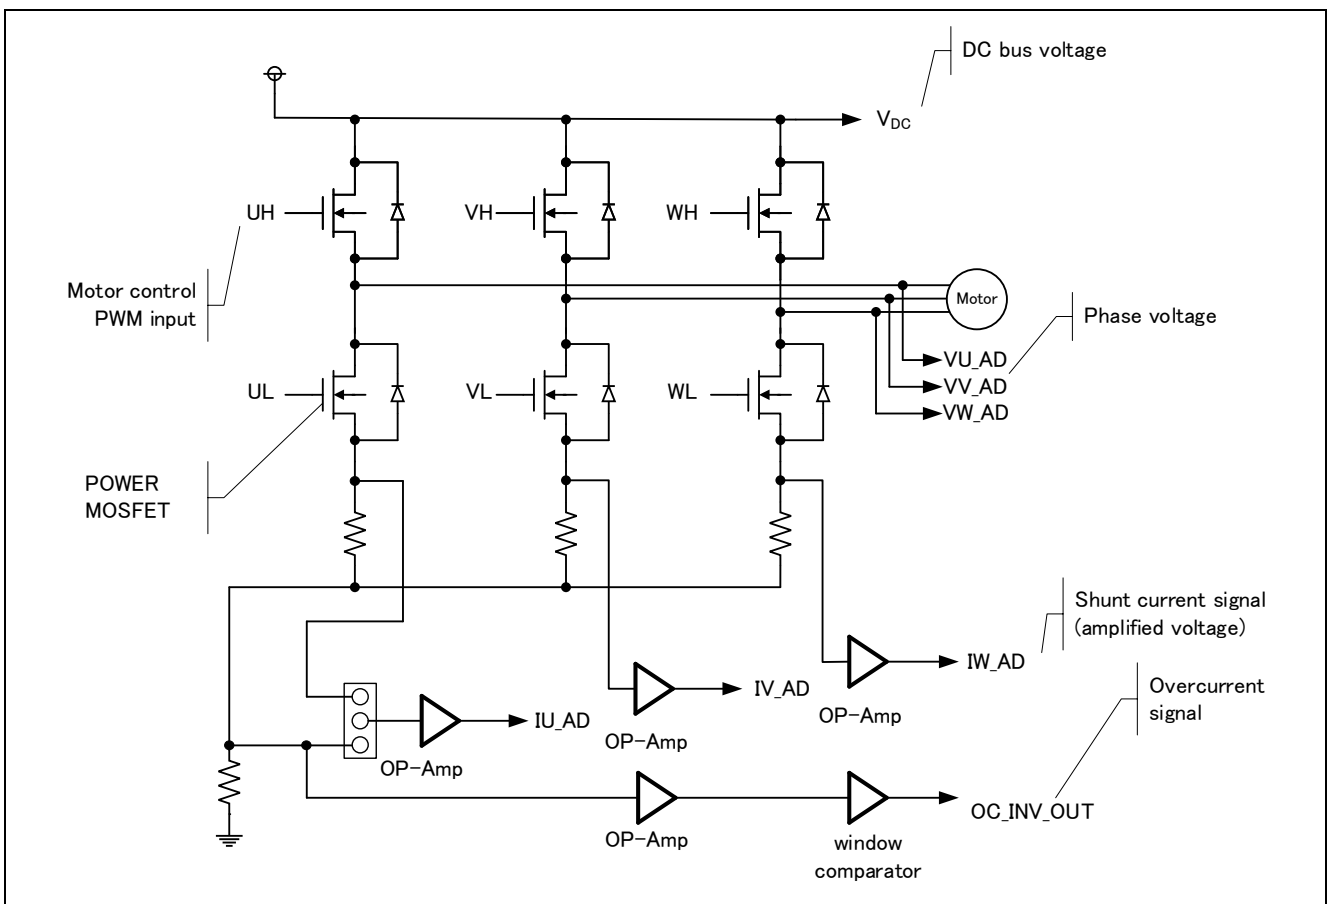 DC bus voltage
VDC
UH
VH
WH
Motor control
PWM input
Motor
Phase voltage
VU_AD
VV_AD
VW_AD
UL
VL
WL
POWER
MOSFET
Shunt current signal
(amplified voltage)
IW_AD
OP-Amp
IV_AD
OP-Amp
Overcurrent
signal
IU_AD
OP-Amp
OP-Amp
window
comparator
OC_INV_OUT